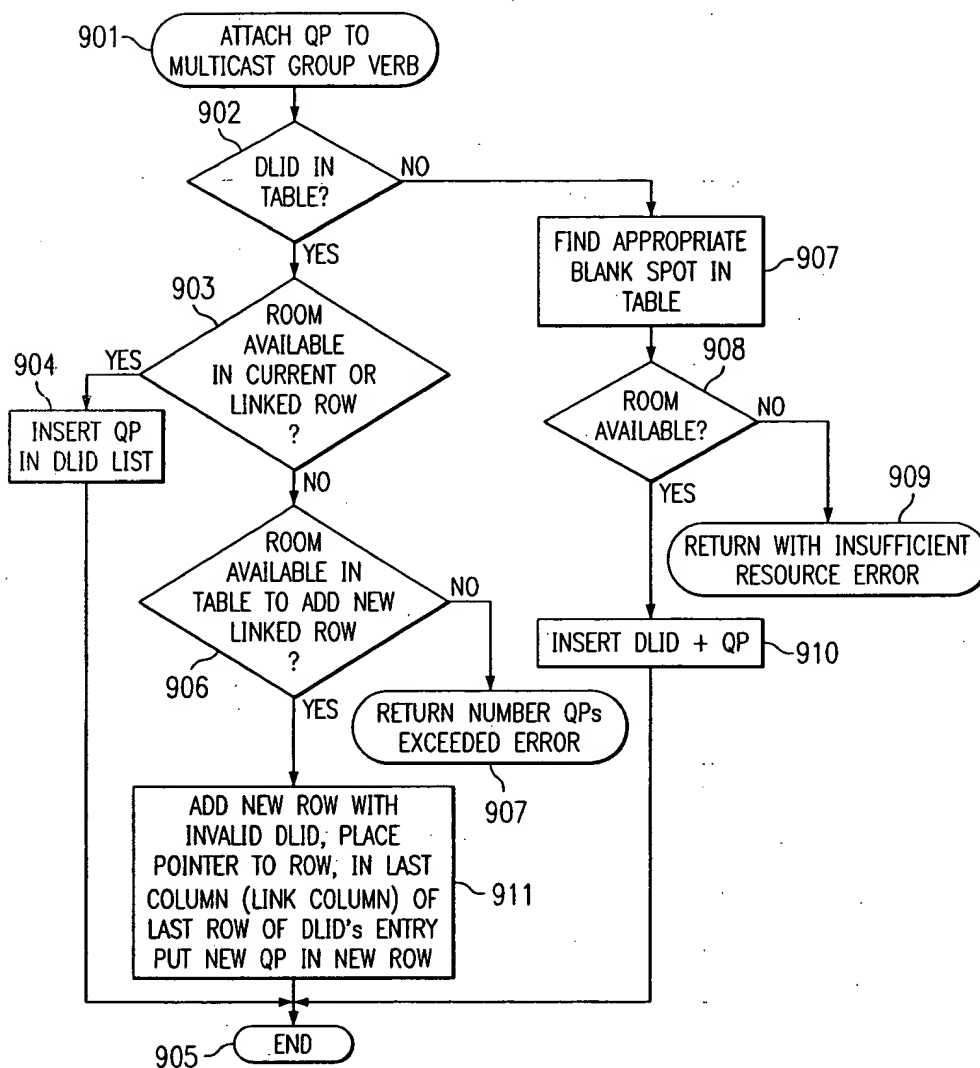 901
ATTACH QP TO
MULTICAST GROUP VERB
902
DLID IN
TABLE?
NO
YES
FIND APPROPRIATE
BLANK SPOT IN
TABLE
907
903
ROOM
AVAILABLE
IN CURRENT OR
LINKED ROW
?
YES
904
INSERT QP
IN DLID LIST
NO
908
ROOM
AVAILABLE?
NO
YES
909
RETURN WITH INSUFFICIENT
RESOURCE ERROR
ROOM
AVAILABLE IN
TABLE TO ADD NEW
LINKED ROW
?
NO
906
YES
INSERT DLID + QP
910
RETURN NUMBER QPs
EXCEEDED ERROR
907
ADD NEW ROW WITH
INVALID DLID, PLACE
POINTER TO ROW, IN LAST
COLUMN (LINK COLUMN) OF
LAST ROW OF DLID's ENTRY
PUT NEW QP IN NEW ROW
911
END
905